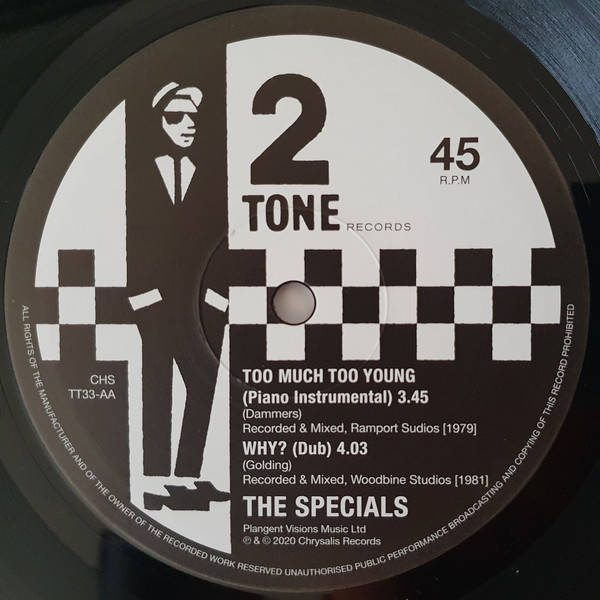 2
TONE RECORDS
45
R.P.M
CHS
TT33-AA
TOO MUCH TOO YOUNG
(Piano Instrumental) 3.45
(Dammers)
Recorded & Mixed, Ramport Sudios [1979]
WHY? (Dub) 4.03
(Golding)
Recorded & Mixed, Woodbine Studios [1981]
THE SPECIALS
Plangent Visions Music Ltd
℗ & © 2020 Chrysalis Records
ALL RIGHTS OF THE MANUFACTURER AND OF THE OWNER OF THE RECORDED WORK RESERVED UNAUTHORISED PUBLIC PERFORMANCE BROADCASTING AND COPYING OF THIS RECORD PROHIBITED